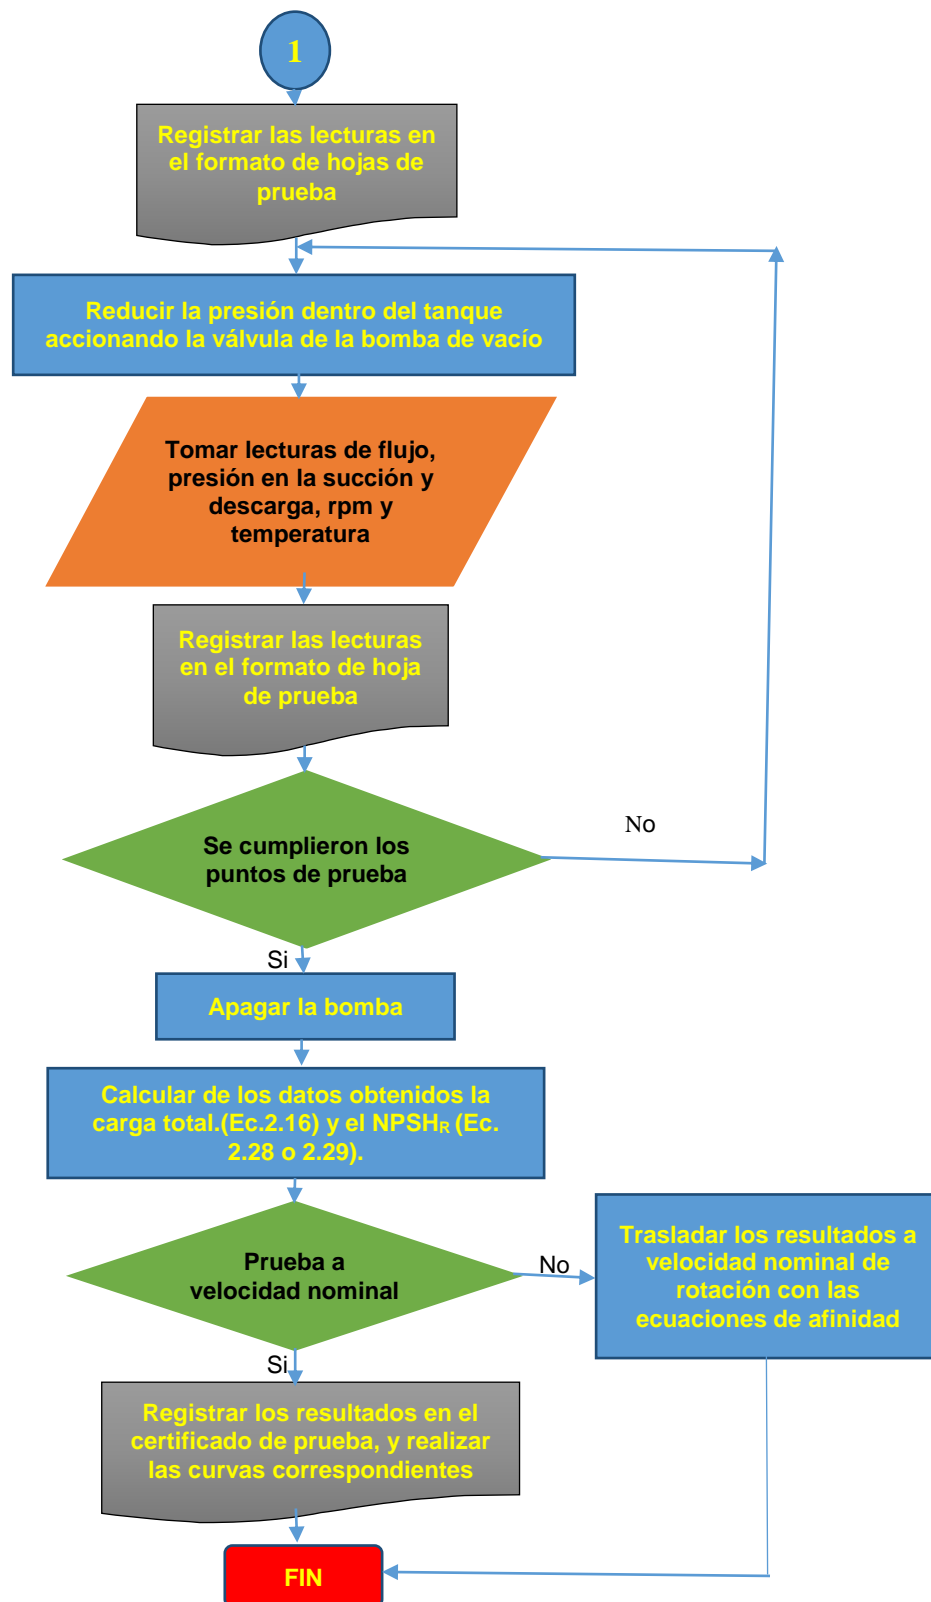 1
Registrar las lecturas en
el formato de hojas de
prueba
Reducir la presión dentro del tanque
accionando la válvula de la bomba de vacío
Tomar lecturas de flujo,
presión en la succión y
descarga, rpm y
temperatura
Registrar las lecturas
en el formato de hoja
de prueba
Se cumplieron los
puntos de prueba
No
Si
Apagar la bomba
Calcular de los datos obtenidos la
carga total.(Ec.2.16) y el NPSHR (Ec.
2.28 o 2.29).
Prueba a
velocidad nominal
No
Trasladar los resultados a
velocidad nominal de
rotación con las
ecuaciones de afinidad
Si
Registrar los resultados en el
certificado de prueba, y realizar
las curvas correspondientes
FIN